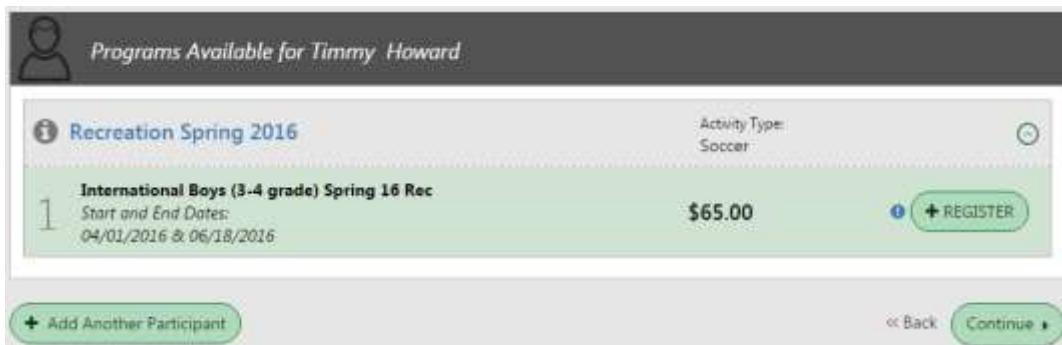 Programs Available for Timmy Howard
Recreation Spring 2016
Activity Type:
Soccer
1
International Boys (3-4 grade) Spring 16 Rec
Start and End Dates:
04/01/2016 & 06/18/2016
$65.00
+ REGISTER
+ Add Another Participant
<< Back
Continue